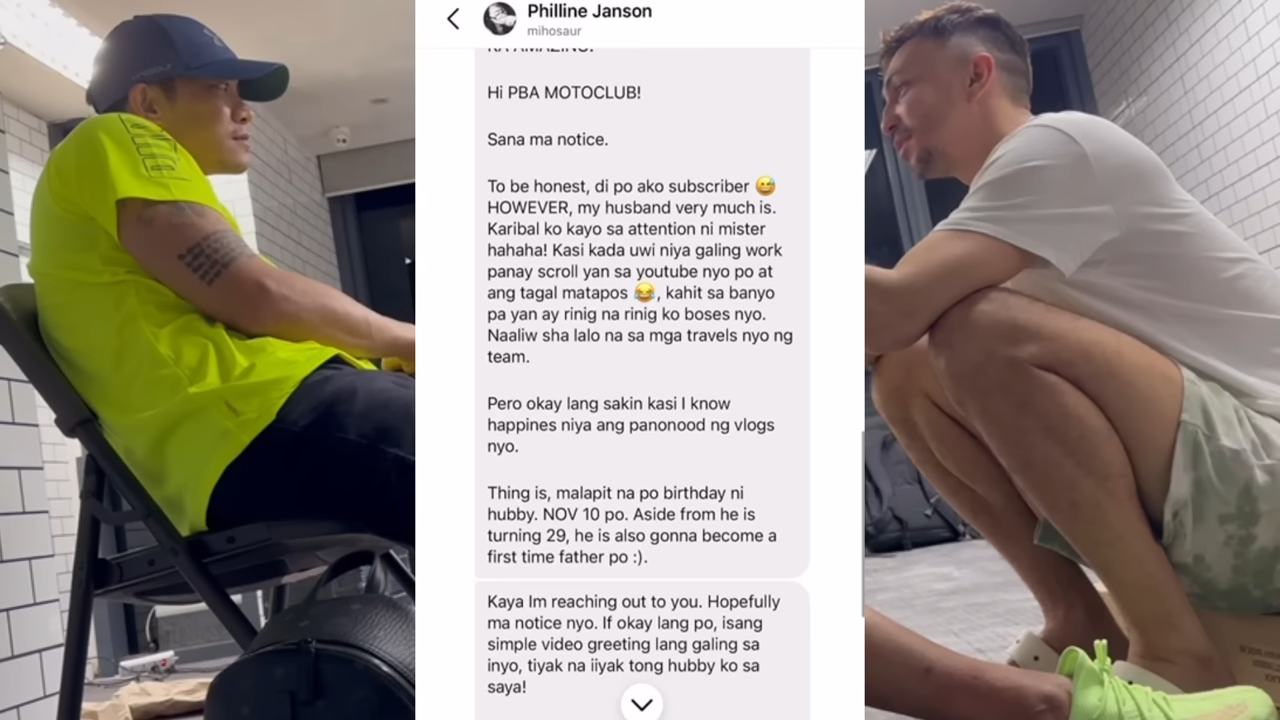 Philline Janson
mihosaur
KA AMAZING!
Hi PBA MOTOCLUB!
Sana ma notice.
To be honest, di po ako subscriber 😅
HOWEVER, my husband very much is.
Karibal ko kayo sa attention ni mister
hahaha! Kasi kada uwi niya galing work
panay scroll yan sa youtube nyo po at
ang tagal matapos 😂, kahit sa banyo
pa yan ay rinig na rinig ko boses nyo.
Naaliw sha lalo na sa mga travels nyo ng
team.
Pero okay lang sakin kasi I know
happines niya ang panonood ng vlogs
nyo.
Thing is, malapit na po birthday ni
hubby. NOV 10 po. Aside from he is
turning 29, he is also gonna become a
first time father po :).
Kaya Im reaching out to you. Hopefully
ma notice nyo. If okay lang po, isang
simple video greeting lang galing sa
inyo, tiyak na iiyak tong hubby ko sa
saya!